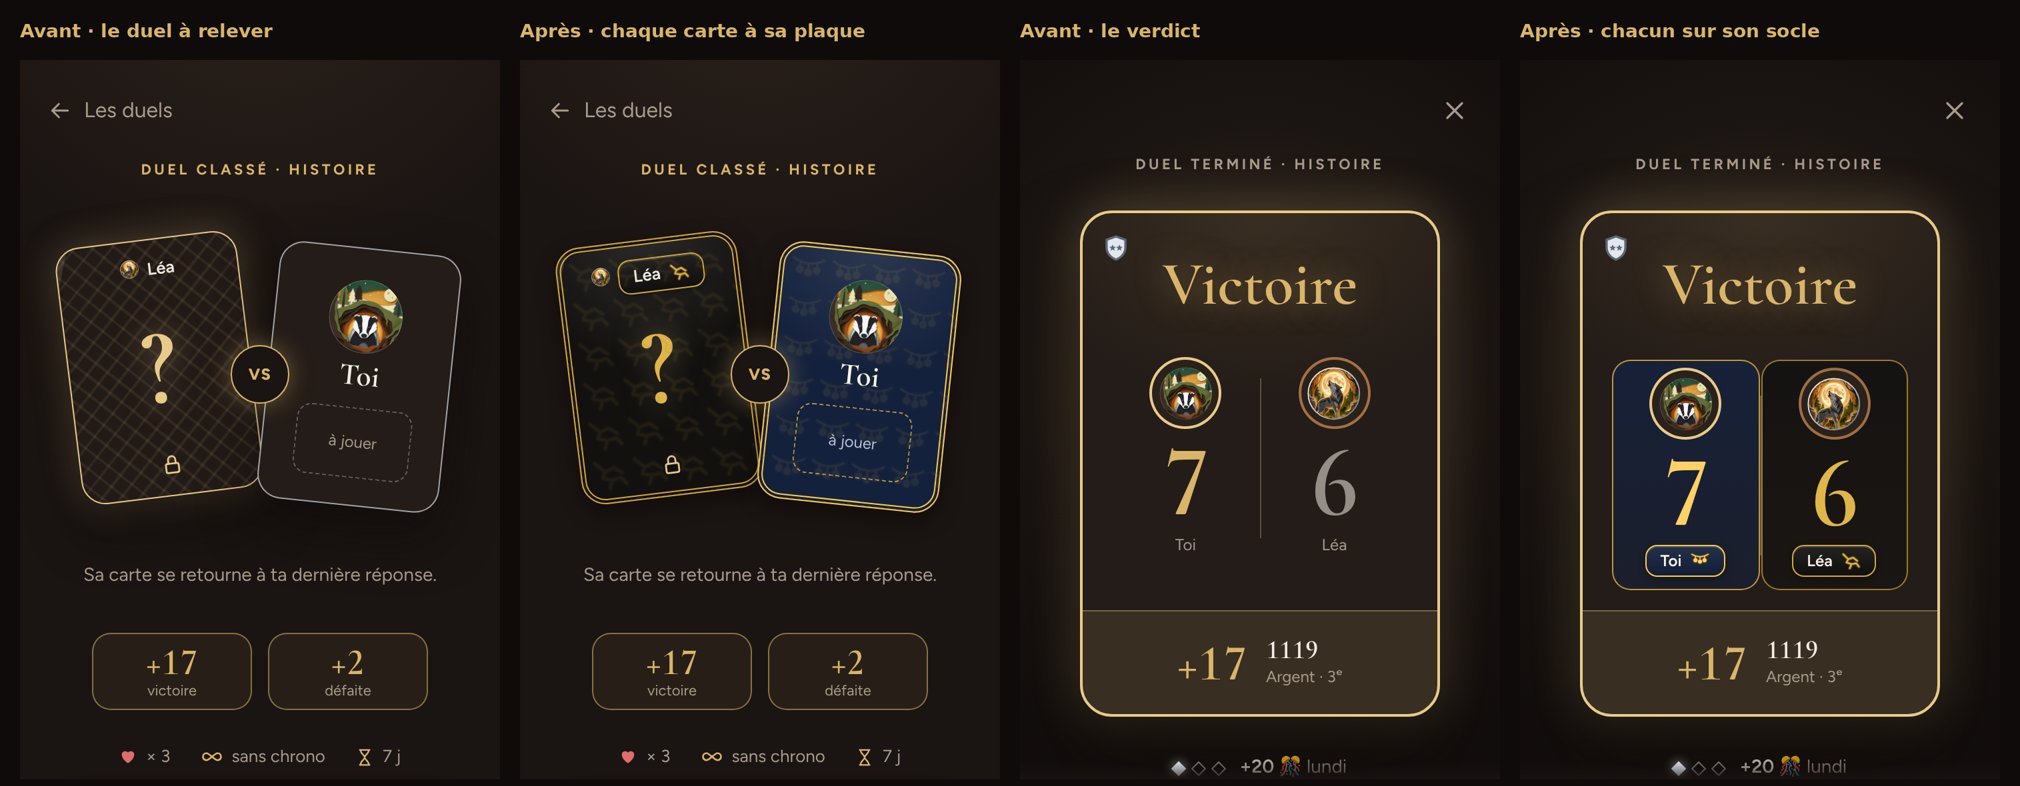 Avant · le duel à relever
Les duels
DUEL CLASSÉ · HISTOIRE
Léa
?
VS
Toi
à jouer
Sa carte se retourne à ta dernière réponse.
+17
victoire
+2
défaite
× 3
sans chrono
7 j
Après · chaque carte à sa plaque
Les duels
DUEL CLASSÉ · HISTOIRE
Léa
?
VS
Toi
à jouer
Sa carte se retourne à ta dernière réponse.
+17
victoire
+2
défaite
× 3
sans chrono
7 j
Avant · le verdict
DUEL TERMINÉ · HISTOIRE
Victoire
7
6
Toi
Léa
+17
1119
Argent · 3ᵉ
+20 🎊 lundi
Après · chacun sur son socle
DUEL TERMINÉ · HISTOIRE
Victoire
7
6
Toi
Léa
+17
1119
Argent · 3ᵉ
+20 🎊 lundi